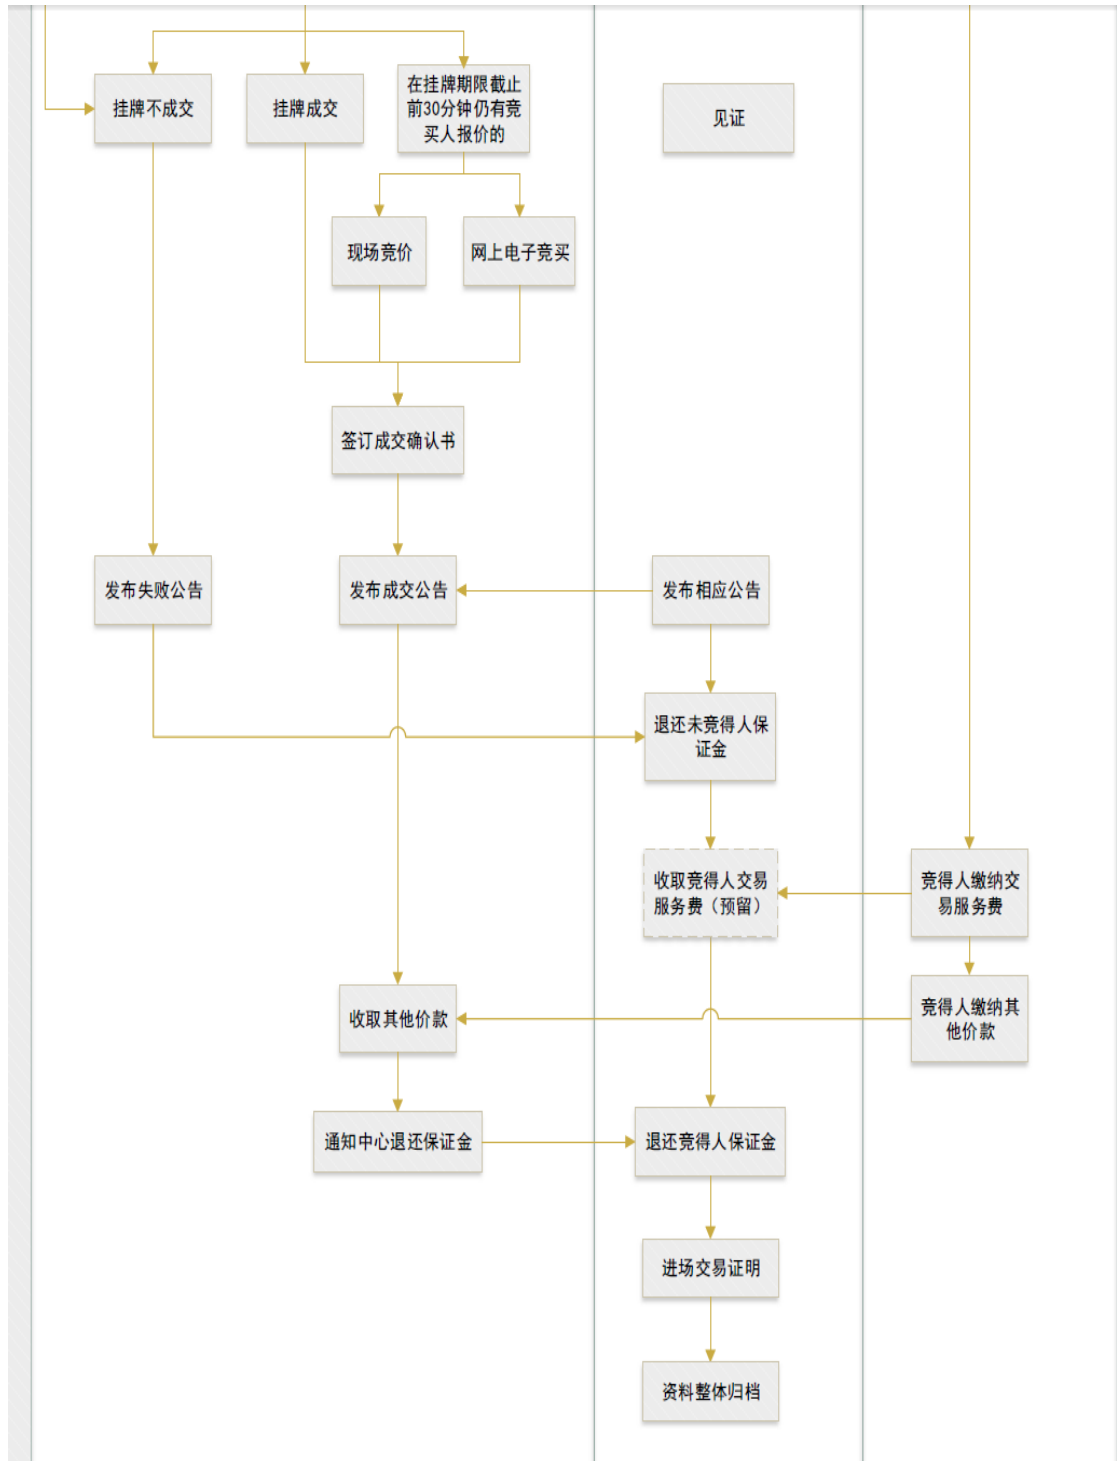 挂牌不成交
挂牌成交
在挂牌期限截止
前30分钟仍有竞
买人报价的
见证
现场竞价
网上电子竞买
签订成交确认书
发布失败公告
发布成交公告
发布相应公告
退还未竞得人保
证金
收取竞得人交易
服务费（预留）
竞得人缴纳交
易服务费
收取其他价款
竞得人缴纳其
他价款
通知中心退还保证金
退还竞得人保证金
进场交易证明
资料整体归档